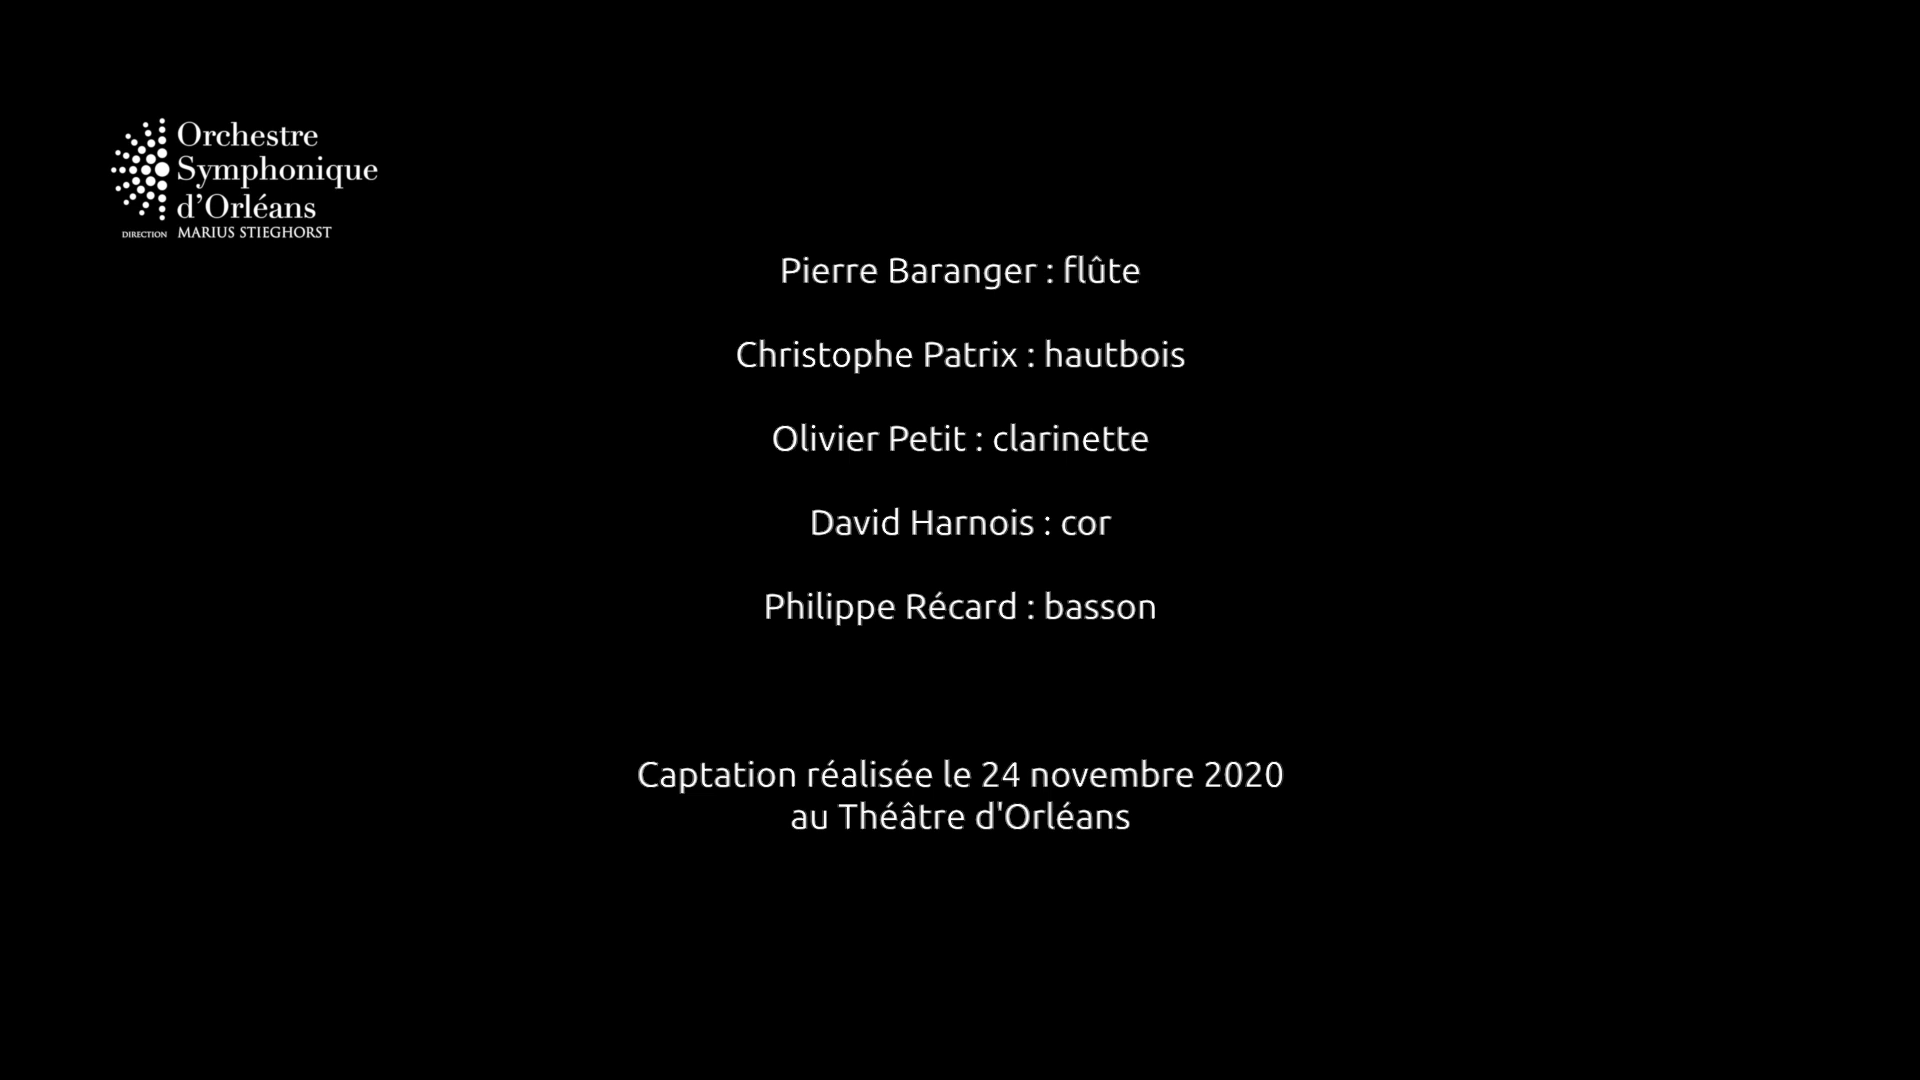 Orchestre
Symphonique
d’Orléans
DIRECTION MARIUS STIEGHORST
Pierre Baranger : flûte
Christophe Patrix : hautbois
Olivier Petit : clarinette
David Harnois : cor
Philippe Récard : basson
Captation réalisée le 24 novembre 2020
au Théâtre d'Orléans